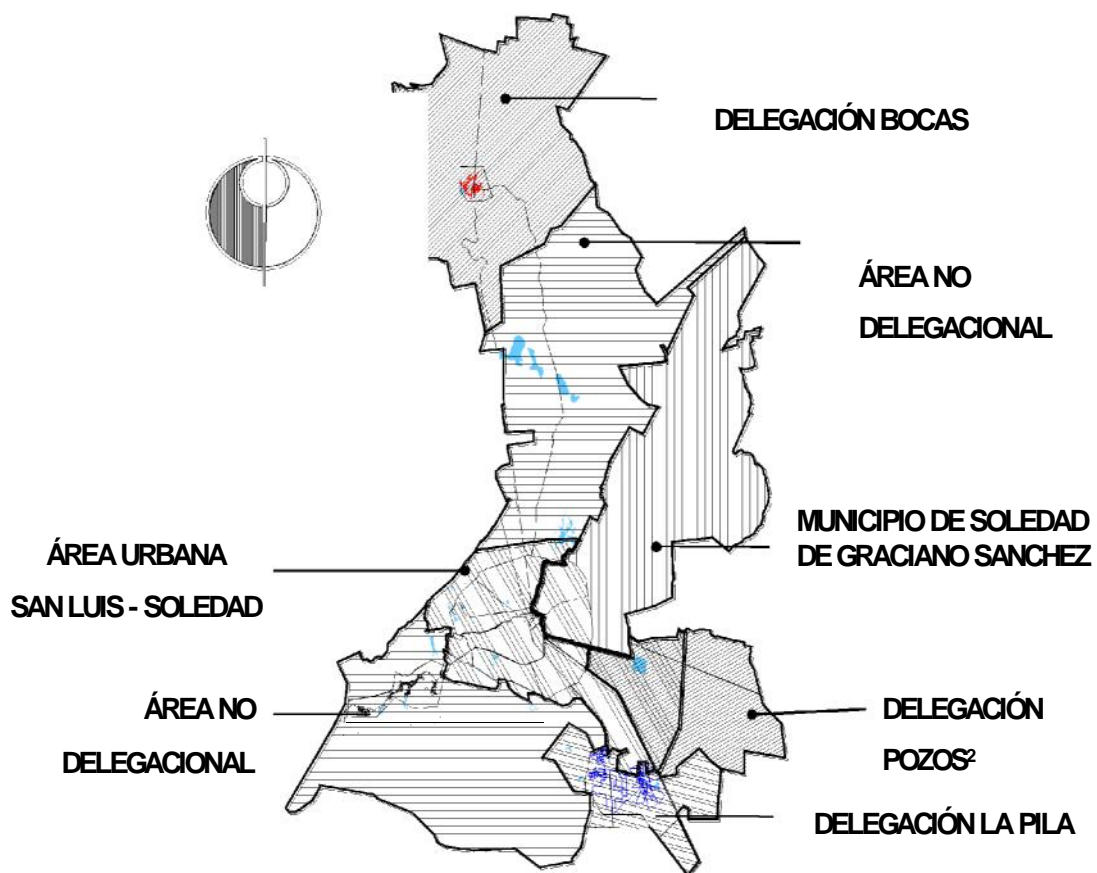 DELEGACIÓN BOCAS
ÁREA NO
DELEGACIONAL
MUNICIPIO DE SOLEDAD
DE GRACIANO SANCHEZ
ÁREA URBANA
SAN LUIS - SOLEDAD
ÁREA NO
DELEGACIONAL
DELEGACIÓN
POZOS²
DELEGACIÓN LA PILA